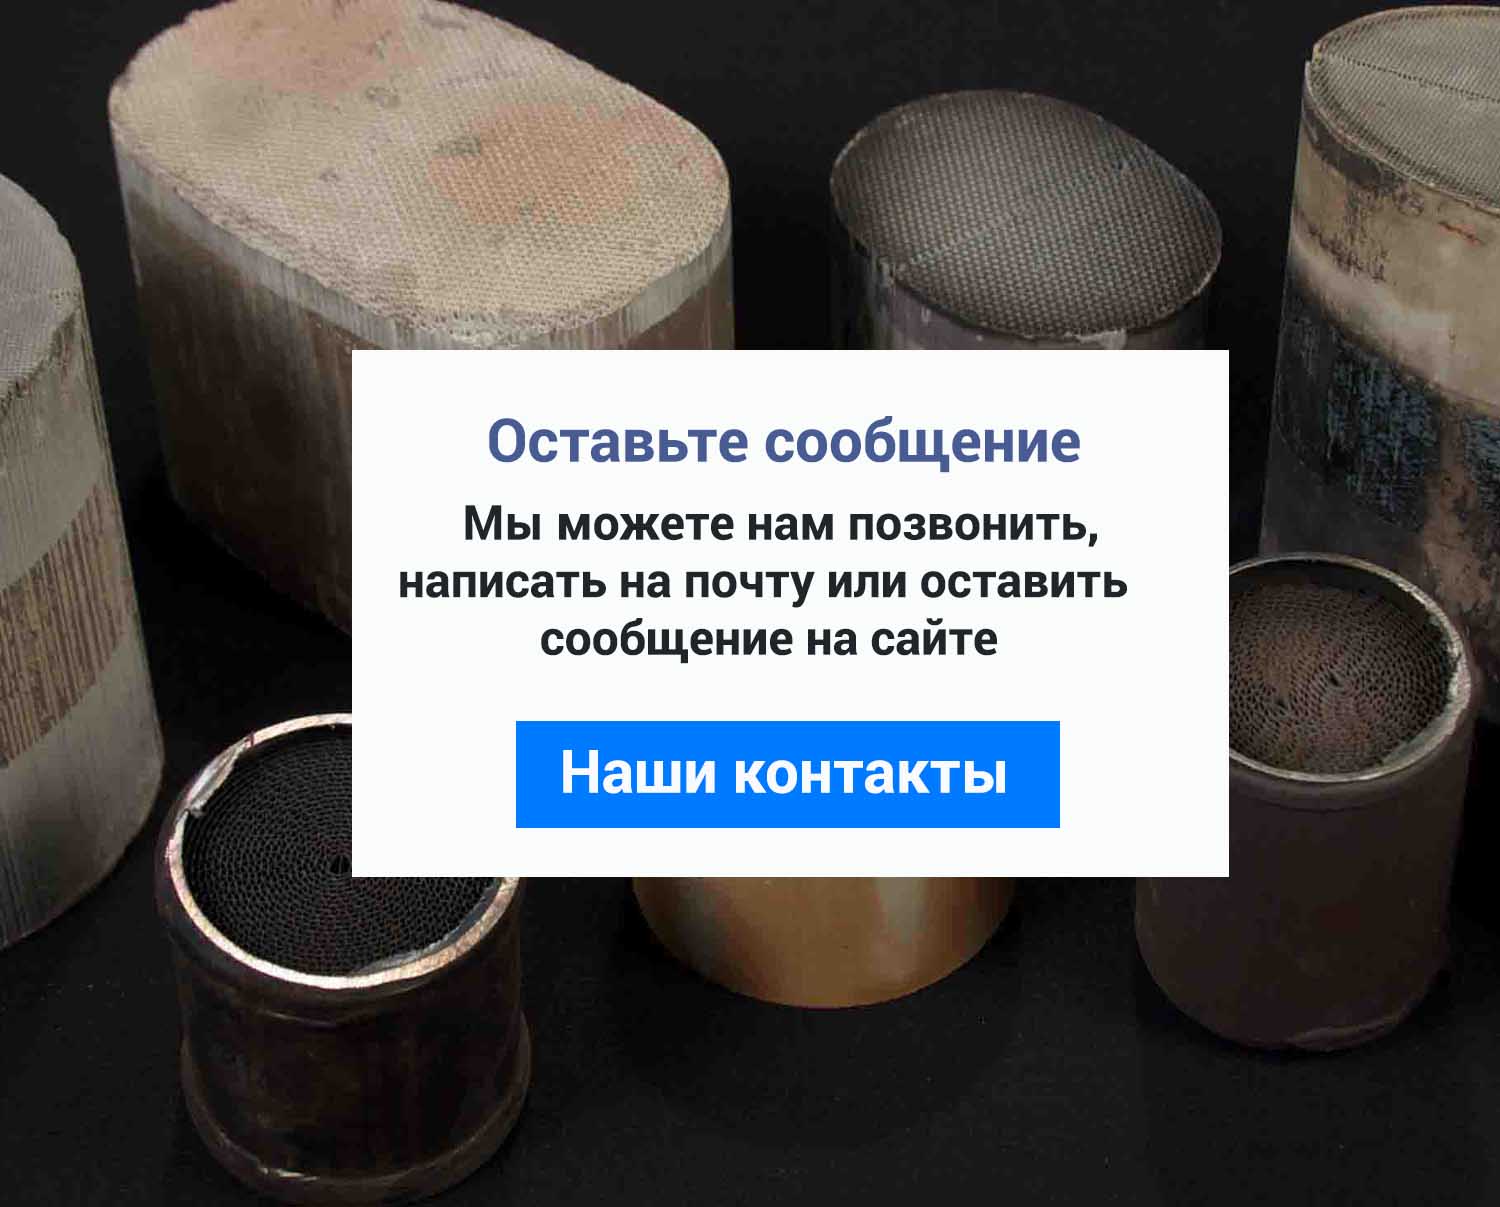 Оставьте сообщение
Мы можете нам позвонить,
написать на почту или оставить
сообщение на сайте
Наши контакты